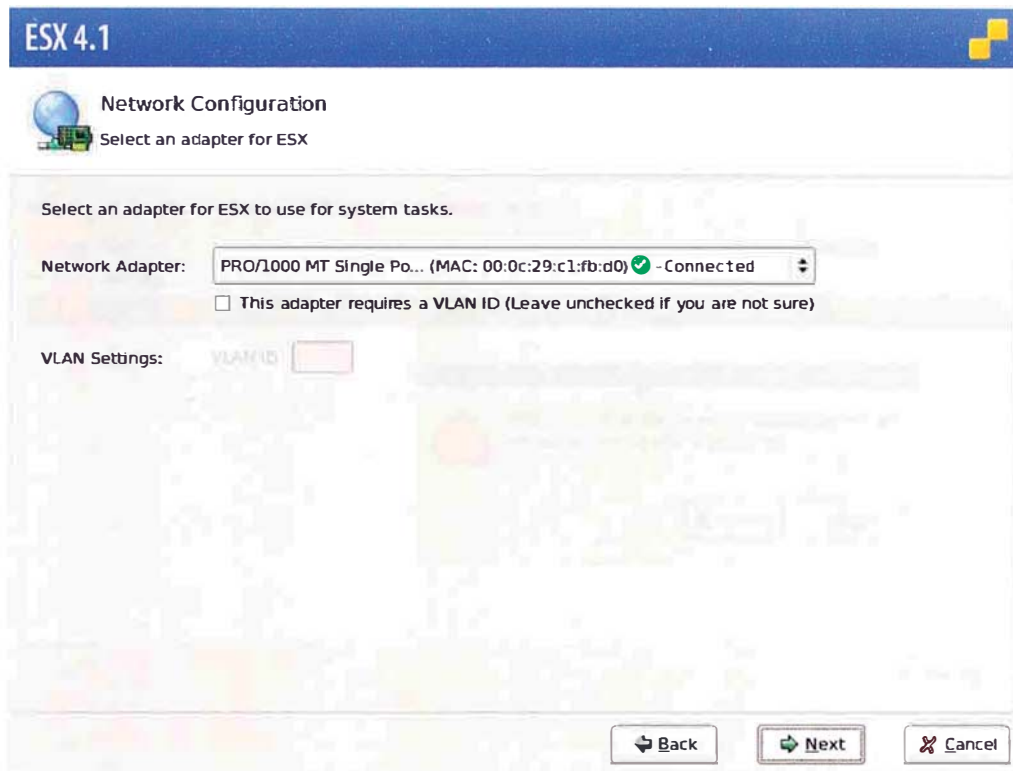 ESX 4.1
Network Configuration
Select an adapter for ESX
Select an adapter for ESX to use for system tasks.
Network Adapter: PRO/1000 MT Single Po... (MAC: 00:0c:29:c1:fb:d0) - Connected
This adapter requires a VLAN ID (Leave unchecked if you are not sure)
VLAN Settings: VLAN ID
Back Next Cancel